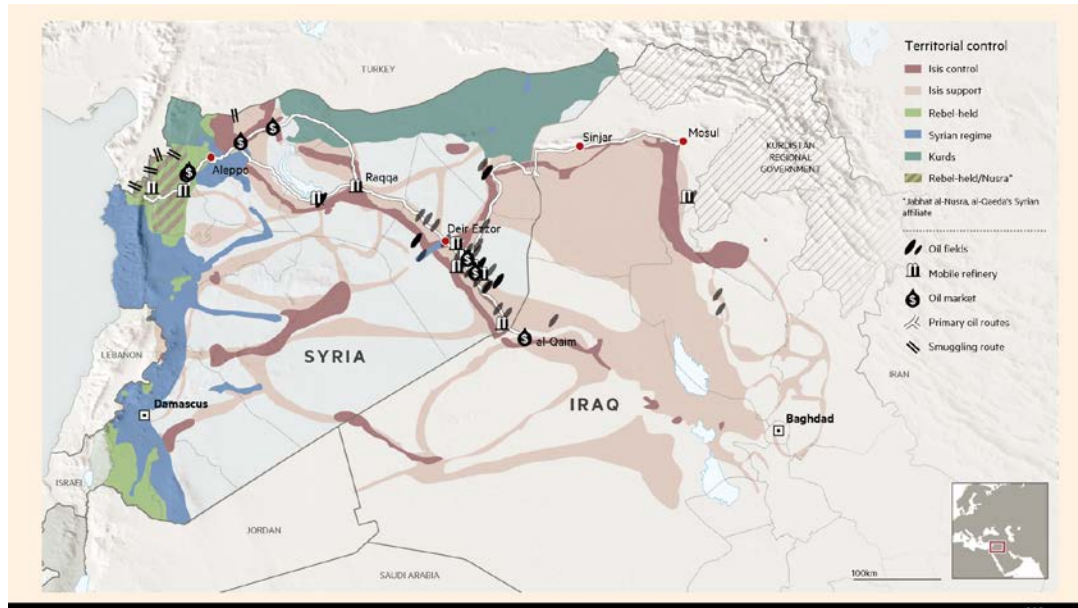 Territorial control
Isis control
Isis support
Rebel-held
Syrian regime
Kurds
Rebel-held/Nusra*
*Jabhat al-Nusra, al-Qaeda's Syrian
affiliate
Oil fields
Mobile refinery
$ Oil market
Primary oil routes
Smuggling route
TURKEY
Sinjar
Mosul
KURDISTAN
REGIONAL
GOVERNMENT
Aleppo
Raqqa
Deir Ezzor
al-Qaim
SYRIA
LEBANON
IRAN
Damascus
IRAQ
Baghdad
ISRAEL
JORDAN
SAUDI ARABIA
100km